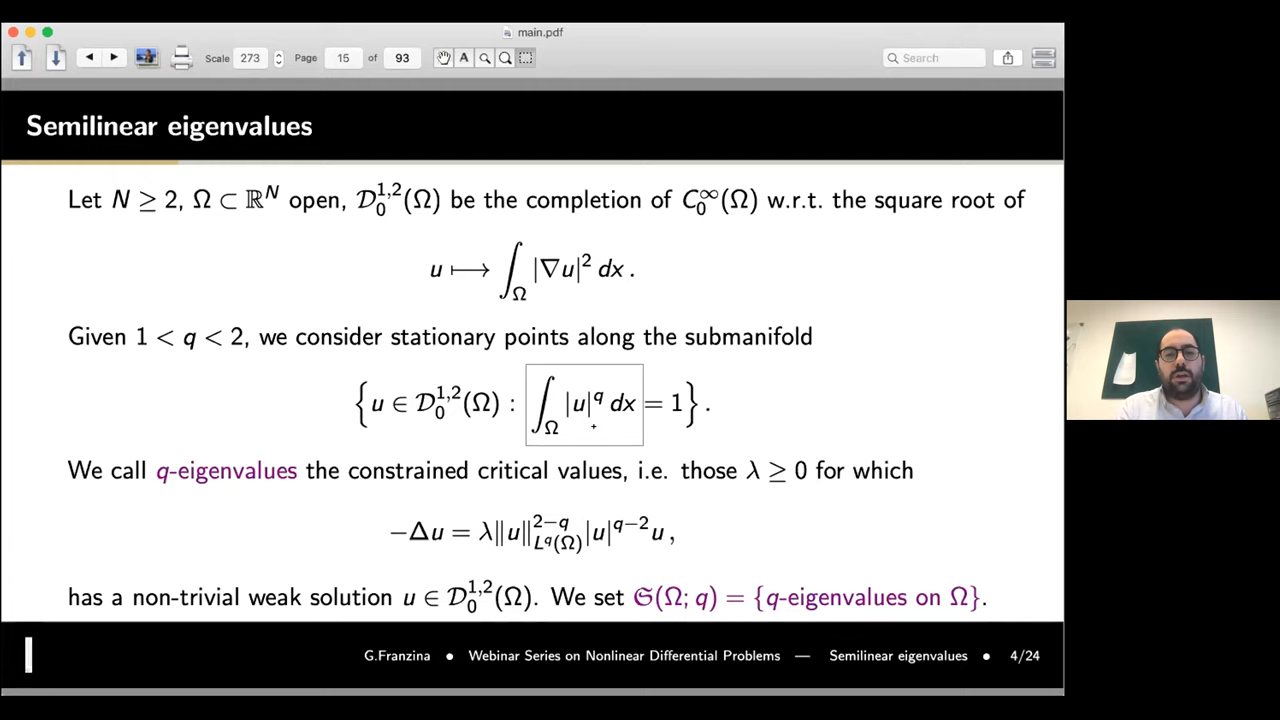 main.pdf
Scale 273 Page 15 of 93 A Search
Semilinear eigenvalues
Let N ≥ 2, Ω ⊂ ℝ^N open, 𝒟_0^{1,2}(Ω) be the completion of C_0^∞(Ω) w.r.t. the square root of
u ⟼ ∫_Ω |∇u|^2 dx .
Given 1 < q < 2, we consider stationary points along the submanifold
{u ∈ 𝒟_0^{1,2}(Ω) : ∫_Ω |u|^q dx = 1} .
We call q-eigenvalues the constrained critical values, i.e. those λ ≥ 0 for which
−Δu = λ‖u‖_{L^q(Ω)}^{2−q} |u|^{q−2} u ,
has a non-trivial weak solution u ∈ 𝒟_0^{1,2}(Ω). We set 𝔖(Ω; q) = {q-eigenvalues on Ω}.
G.Franzina • Webinar Series on Nonlinear Differential Problems — Semilinear eigenvalues • 4/24